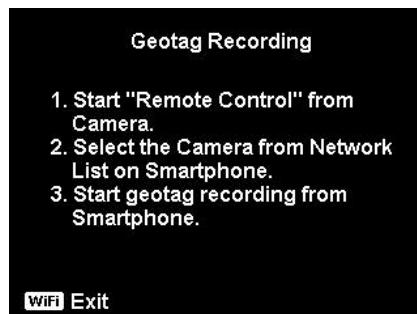 Geotag Recording
1. Start "Remote Control" from
Camera.
2. Select the Camera from Network
List on Smartphone.
3. Start geotag recording from
Smartphone.
WiFi Exit